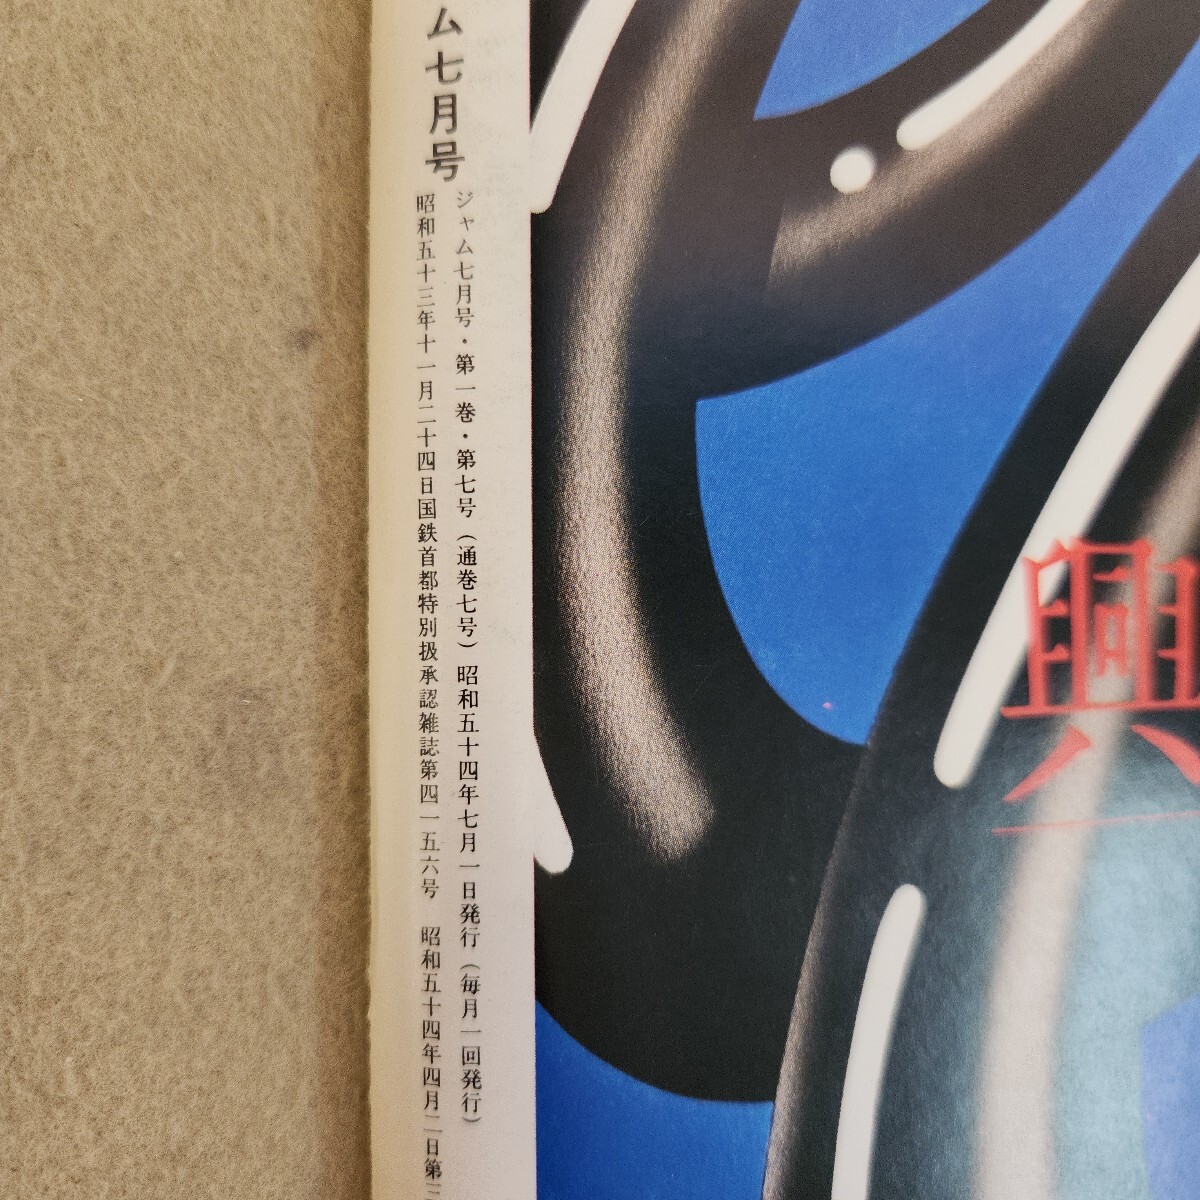 ム七月号
ジャム七月号・第一巻・第七号（通巻七号）昭和五十四年七月一日発行（毎月一回発行）
昭和五十三年十一月二十四日国鉄首都特別扱承認雑誌第四一五六号　昭和五十四年四月二日第三
興